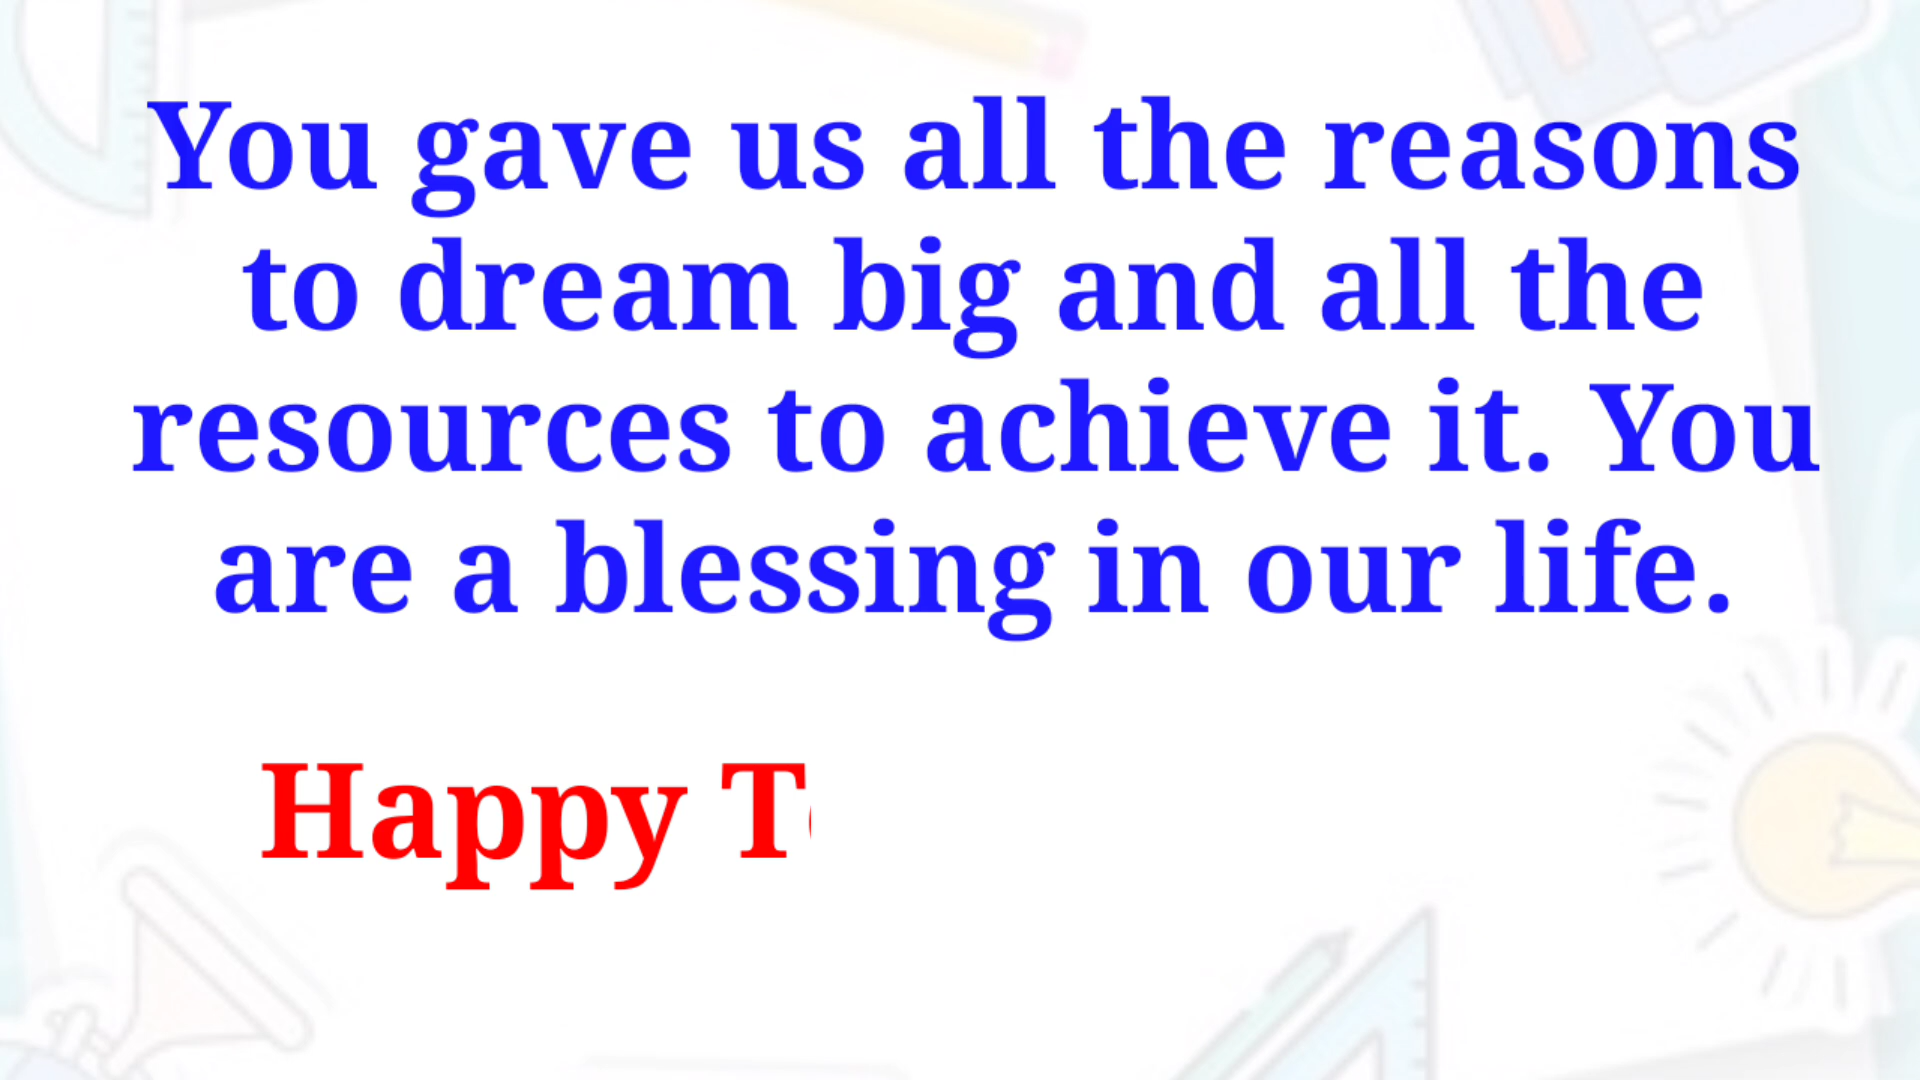 You gave us all the reasons
to dream big and all the
resources to achieve it. You
are a blessing in our life.
Happy T